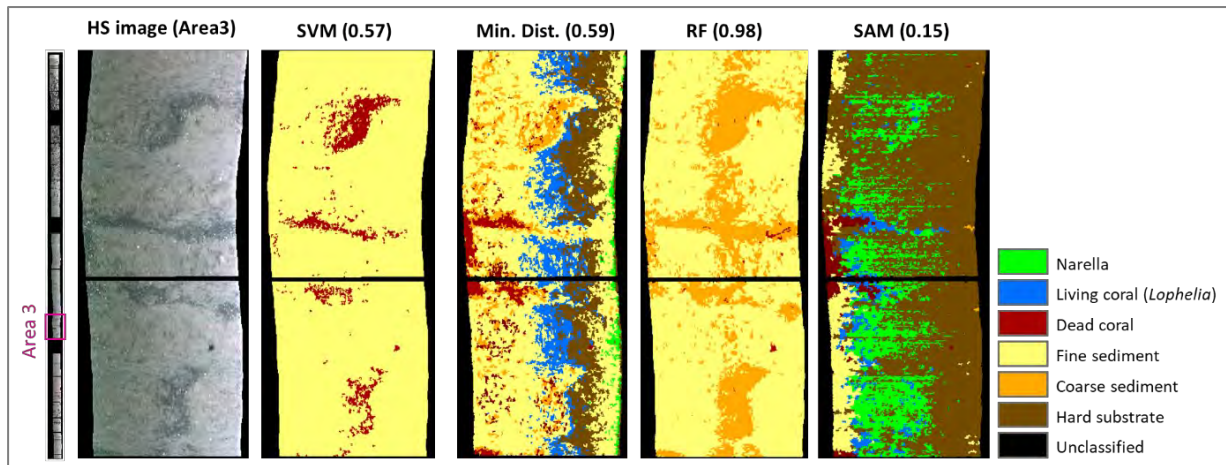 HS image (Area3)
SVM (0.57)
Min. Dist. (0.59)
RF (0.98)
SAM (0.15)
Area 3
Narella
Living coral (Lophelia)
Dead coral
Fine sediment
Coarse sediment
Hard substrate
Unclassified